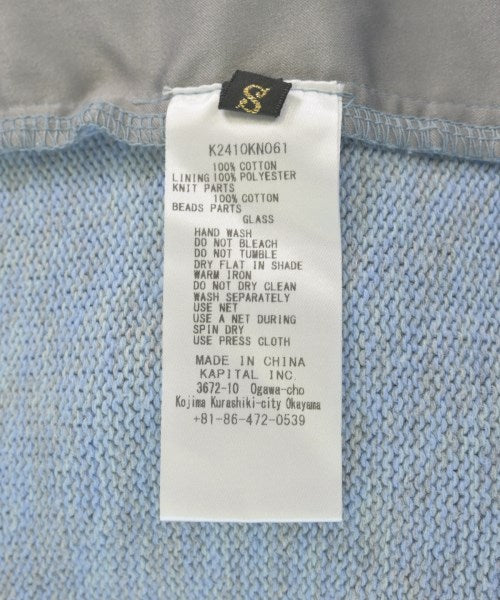 S
K2410KN061
100% COTTON
LINING 100% POLYESTER
KNIT PARTS
100% COTTON
BEADS PARTS
GLASS
HAND WASH
DO NOT BLEACH
DO NOT TUMBLE
DRY FLAT IN SHADE
WARM IRON
DO NOT DRY CLEAN
WASH SEPARATELY
USE NET
USE A NET DURING
SPIN DRY
USE PRESS CLOTH
MADE IN CHINA
KAPITAL INC.
3672-10 Ogawa-cho
Kojima Kurashiki-city Okayama
+81-86-472-0539